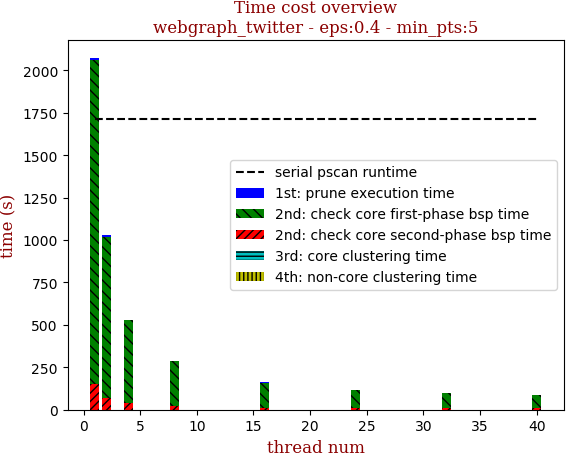 Time cost overview
webgraph_twitter - eps:0.4 - min_pts:5
time (s)
2000
1750
1500
1250
1000
750
500
250
0
serial pscan runtime
1st: prune execution time
2nd: check core first-phase bsp time
2nd: check core second-phase bsp time
3rd: core clustering time
4th: non-core clustering time
0 5 10 15 20 25 30 35 40
thread num